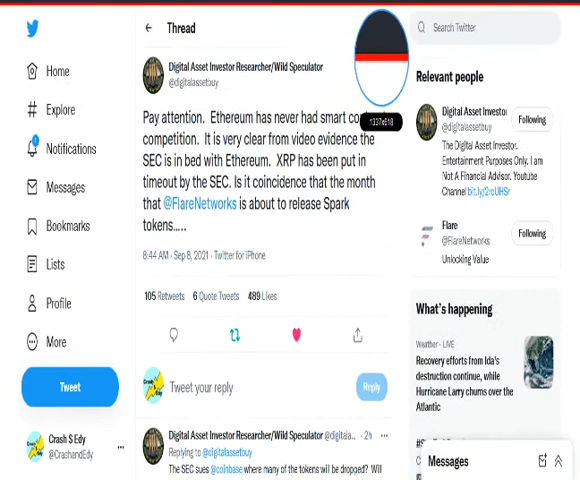 Thread
Search Twitter
Home
Explore
Notifications
Messages
Bookmarks
Lists
Profile
More
Tweet
Crash $ Edy
@CrashandEdy
Digital Asset Investor Researcher/Wild Speculator
@digitalassetbuy
Pay attention. Ethereum has never had smart co
competition. It is very clear from video evidence the
SEC is in bed with Ethereum. XRP has been put in
timeout by the SEC. Is it coincidence that the month
that @FlareNetworks is about to release Spark
tokens.....
8:44 AM · Sep 8, 2021 · Twitter for iPhone
105 Retweets 6 Quote Tweets 489 Likes
Tweet your reply
Reply
Digital Asset Investor Researcher/Wild Speculator @digitala... · 2h
Replying to @digitalassetbuy
The SEC sues @coinbase where many of the tokens will be dropped? Will
Relevant people
Digital Asset Investor
@digitalassetbuy
Following
The Digital Asset Investor.
Entertainment Purposes Only. I am
Not A Financial Advisor. Youtube
Channel
Flare
@FlareNetworks
Following
Unlocking Value
What's happening
Weather · LIVE
Recovery efforts from Ida's
destruction continue, while
Hurricane Larry churns over the
Atlantic
Messages